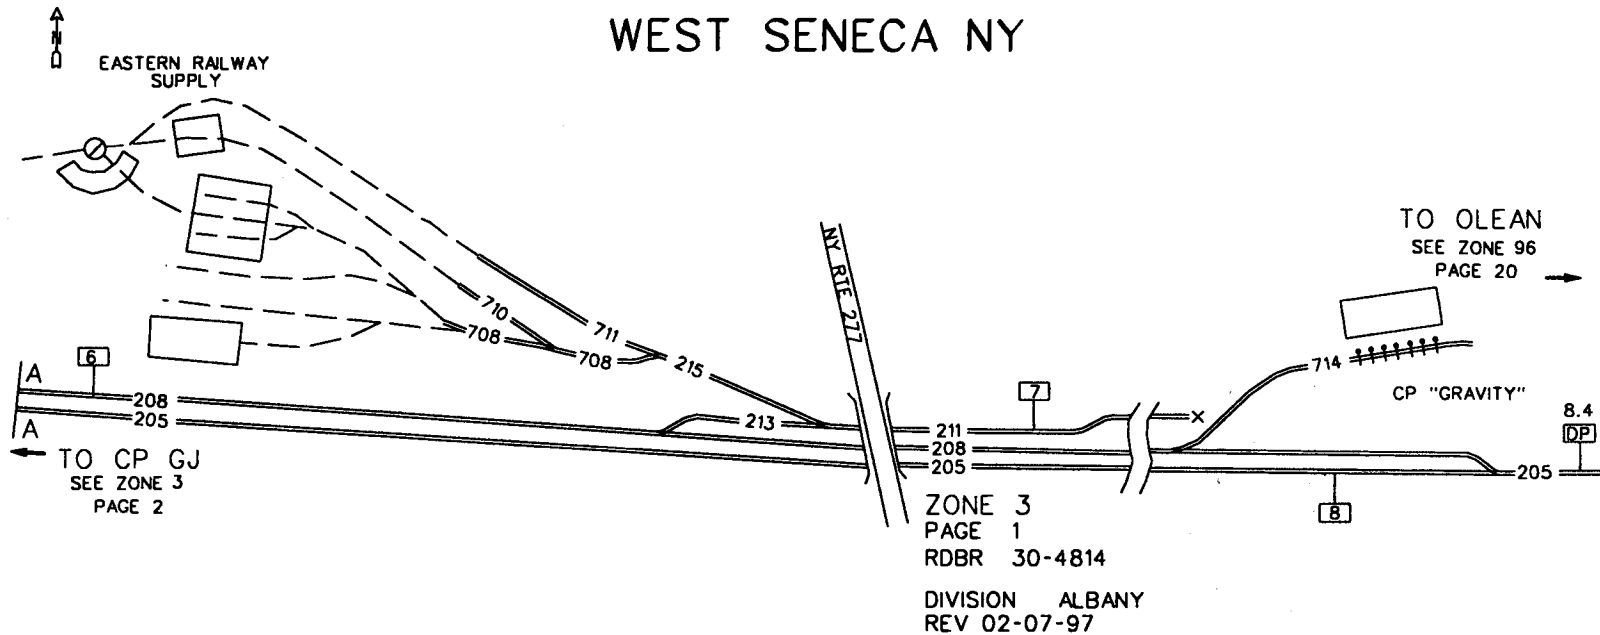 WEST SENECA NY
N
EASTERN RAILWAY
SUPPLY
NY RTE 277
TO OLEAN
SEE ZONE 96
PAGE 20
710
711
708
708
215
714
6
A
208
205
A
213
7
211
208
205
CP "GRAVITY"
8.4
DP
205
8
TO CP GJ
SEE ZONE 3
PAGE 2
ZONE 3
PAGE 1
RDBR 30-4814
DIVISION ALBANY
REV 02-07-97